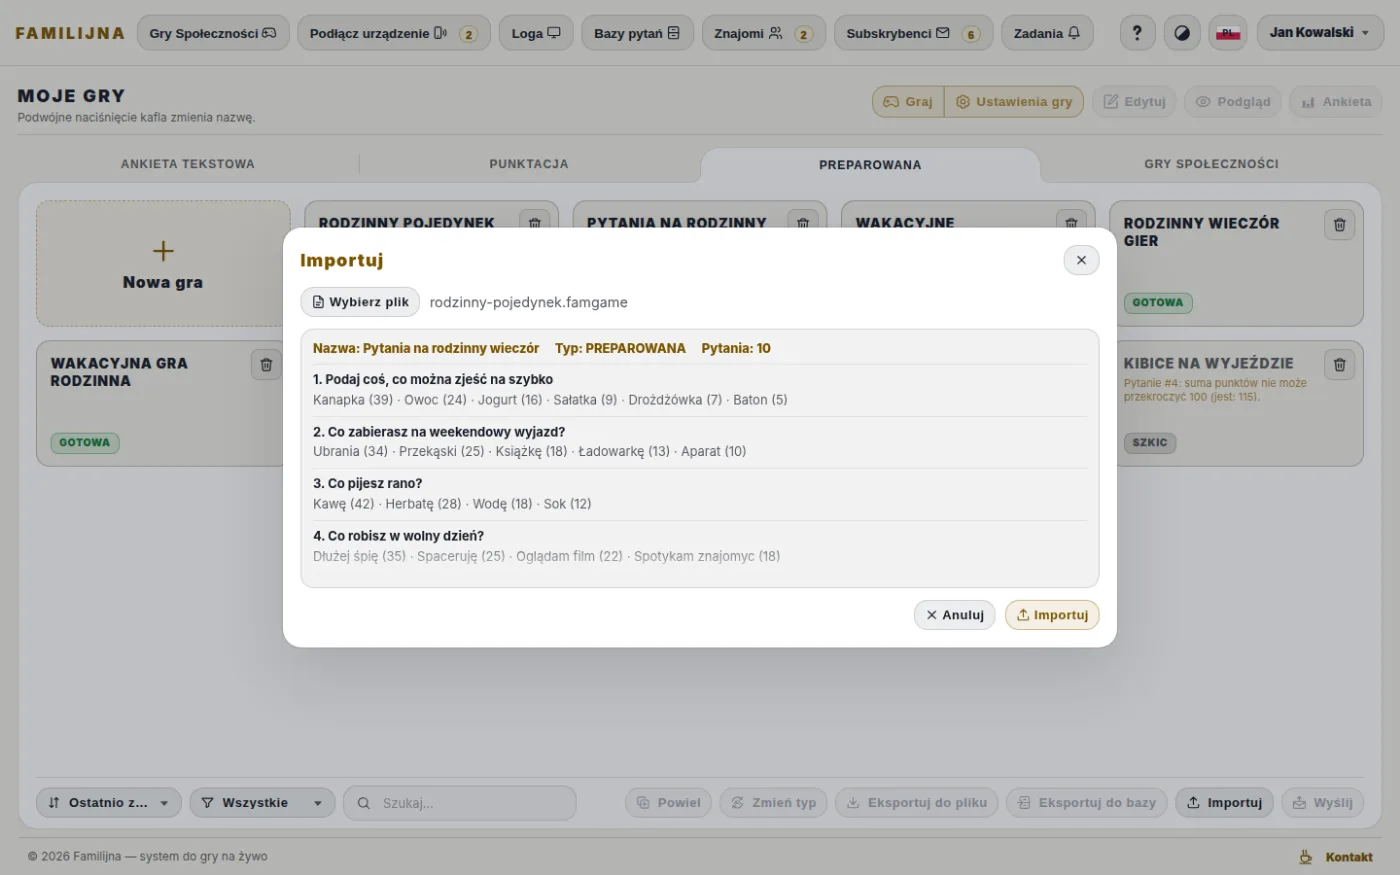 FAMILIJNA
Gry Społeczności
Podłącz urządzenie 2
Loga
Bazy pytań
Znajomi 2
Subskrybenci 6
Zadania
?
PL
Jan Kowalski
MOJE GRY
Podwójne naciśnięcie kafla zmienia nazwę.
Graj
Ustawienia gry
Edytuj
Podgląd
Ankieta
ANKIETA TEKSTOWA
PUNKTACJA
PREPAROWANA
GRY SPOŁECZNOŚCI
Nowa gra
RODZINNY POJEDYNEK
PYTANIA NA RODZINNY
WAKACYJNE
RODZINNY WIECZÓR
GIER
GOTOWA
WAKACYJNA GRA
RODZINNA
GOTOWA
KIBICE NA WYJEŹDZIE
Pytanie #4: suma punktów nie może
przekroczyć 100 (jest: 115).
SZKIC
Importuj
Wybierz plik
rodzinny-pojedynek.famgame
Nazwa: Pytania na rodzinny wieczór Typ: PREPAROWANA Pytania: 10
1. Podaj coś, co można zjeść na szybko
Kanapka (39) · Owoc (24) · Jogurt (16) · Sałatka (9) · Drożdżówka (7) · Baton (5)
2. Co zabierasz na weekendowy wyjazd?
Ubrania (34) · Przekąski (25) · Książkę (18) · Ładowarkę (13) · Aparat (10)
3. Co pijesz rano?
Kawę (42) · Herbatę (28) · Wodę (18) · Sok (12)
4. Co robisz w wolny dzień?
Dłużej śpię (35) · Spaceruję (25) · Oglądam film (22) · Spotykam znajomyc (18)
Anuluj
Importuj
Ostatnio z...
Wszystkie
Szukaj...
Powiel
Zmień typ
Eksportuj do pliku
Eksportuj do bazy
Importuj
Wyślij
© 2026 Familijna — system do gry na żywo
Kontakt